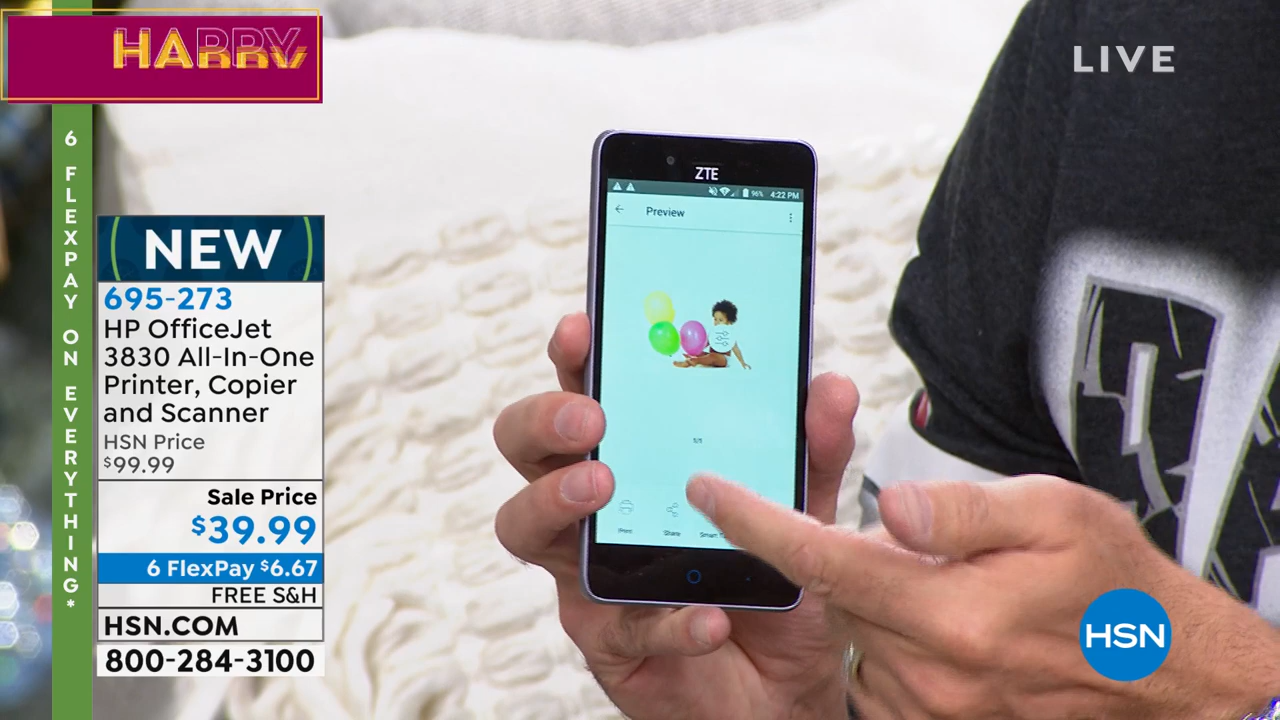 HARRY
LIVE
6 FLEXPAY ON EVERYTHING*
NEW
695-273
HP OfficeJet
3830 All-In-One
Printer, Copier
and Scanner
HSN Price
$99.99
Sale Price
$39.99
6 FlexPay $6.67
FREE S&H
HSN.COM
800-284-3100
ZTE
96% 4:22 PM
Preview
1/1
Print Share Smart
HSN